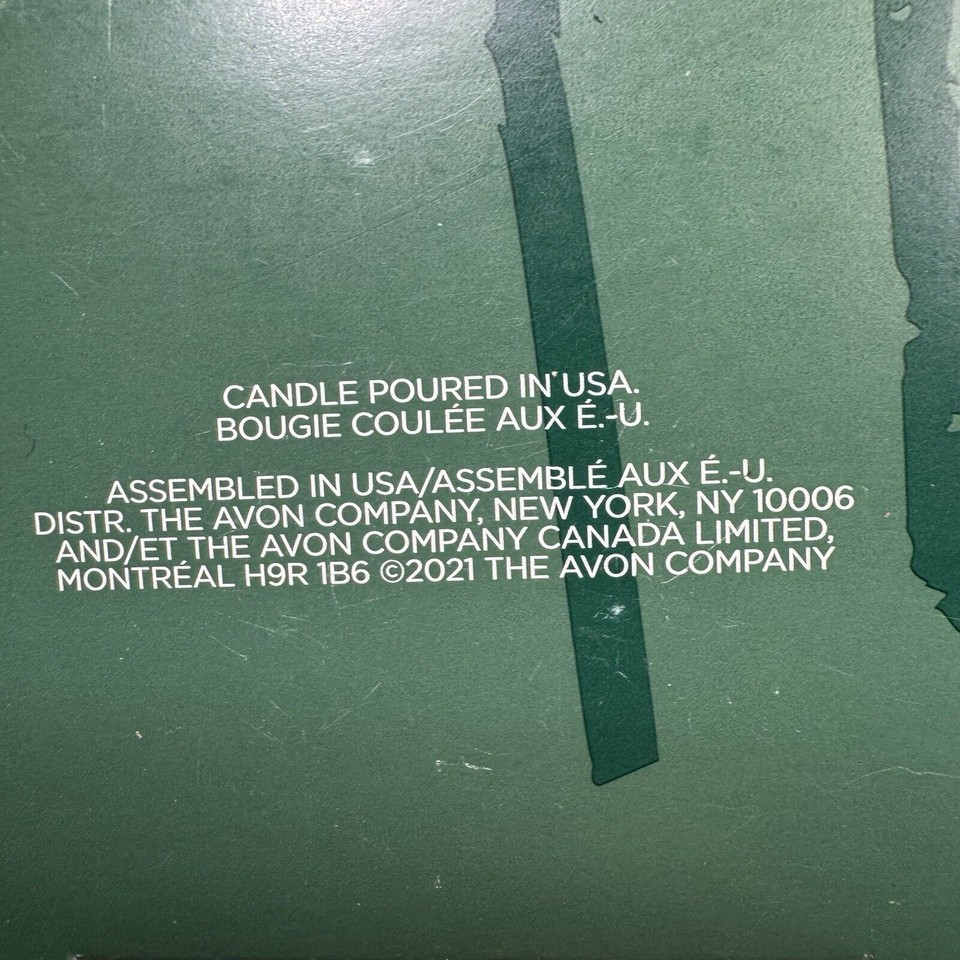 CANDLE POURED IN USA.
BOUGIE COULÉE AUX É.-U.
ASSEMBLED IN USA/ASSEMBLÉ AUX É.-U.
DISTR. THE AVON COMPANY, NEW YORK, NY 10006
AND/ET THE AVON COMPANY CANADA LIMITED,
MONTRÉAL H9R 1B6 ©2021 THE AVON COMPANY